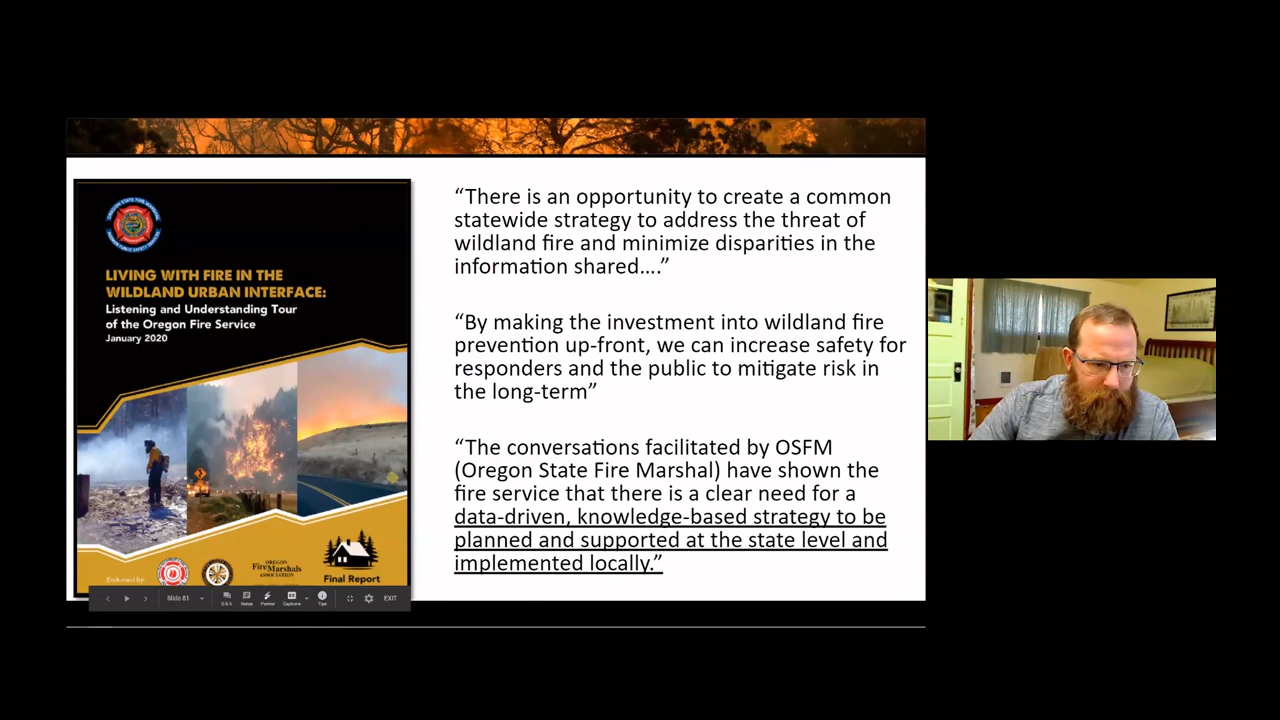 OREGON STATE FIRE MARSHAL
LIVING WITH FIRE IN THE
WILDLAND URBAN INTERFACE:
Listening and Understanding Tour
of the Oregon Fire Service
January 2020
OREGON
Fire Marshals
ASSOCIATION
Final Report
“There is an opportunity to create a common
statewide strategy to address the threat of
wildland fire and minimize disparities in the
information shared....”
“By making the investment into wildland fire
prevention up-front, we can increase safety for
responders and the public to mitigate risk in
the long-term”
“The conversations facilitated by OSFM
(Oregon State Fire Marshal) have shown the
fire service that there is a clear need for a
data-driven, knowledge-based strategy to be
planned and supported at the state level and
implemented locally.”
Slide 81
Q&A Notes Pointer Captions Tips EXIT